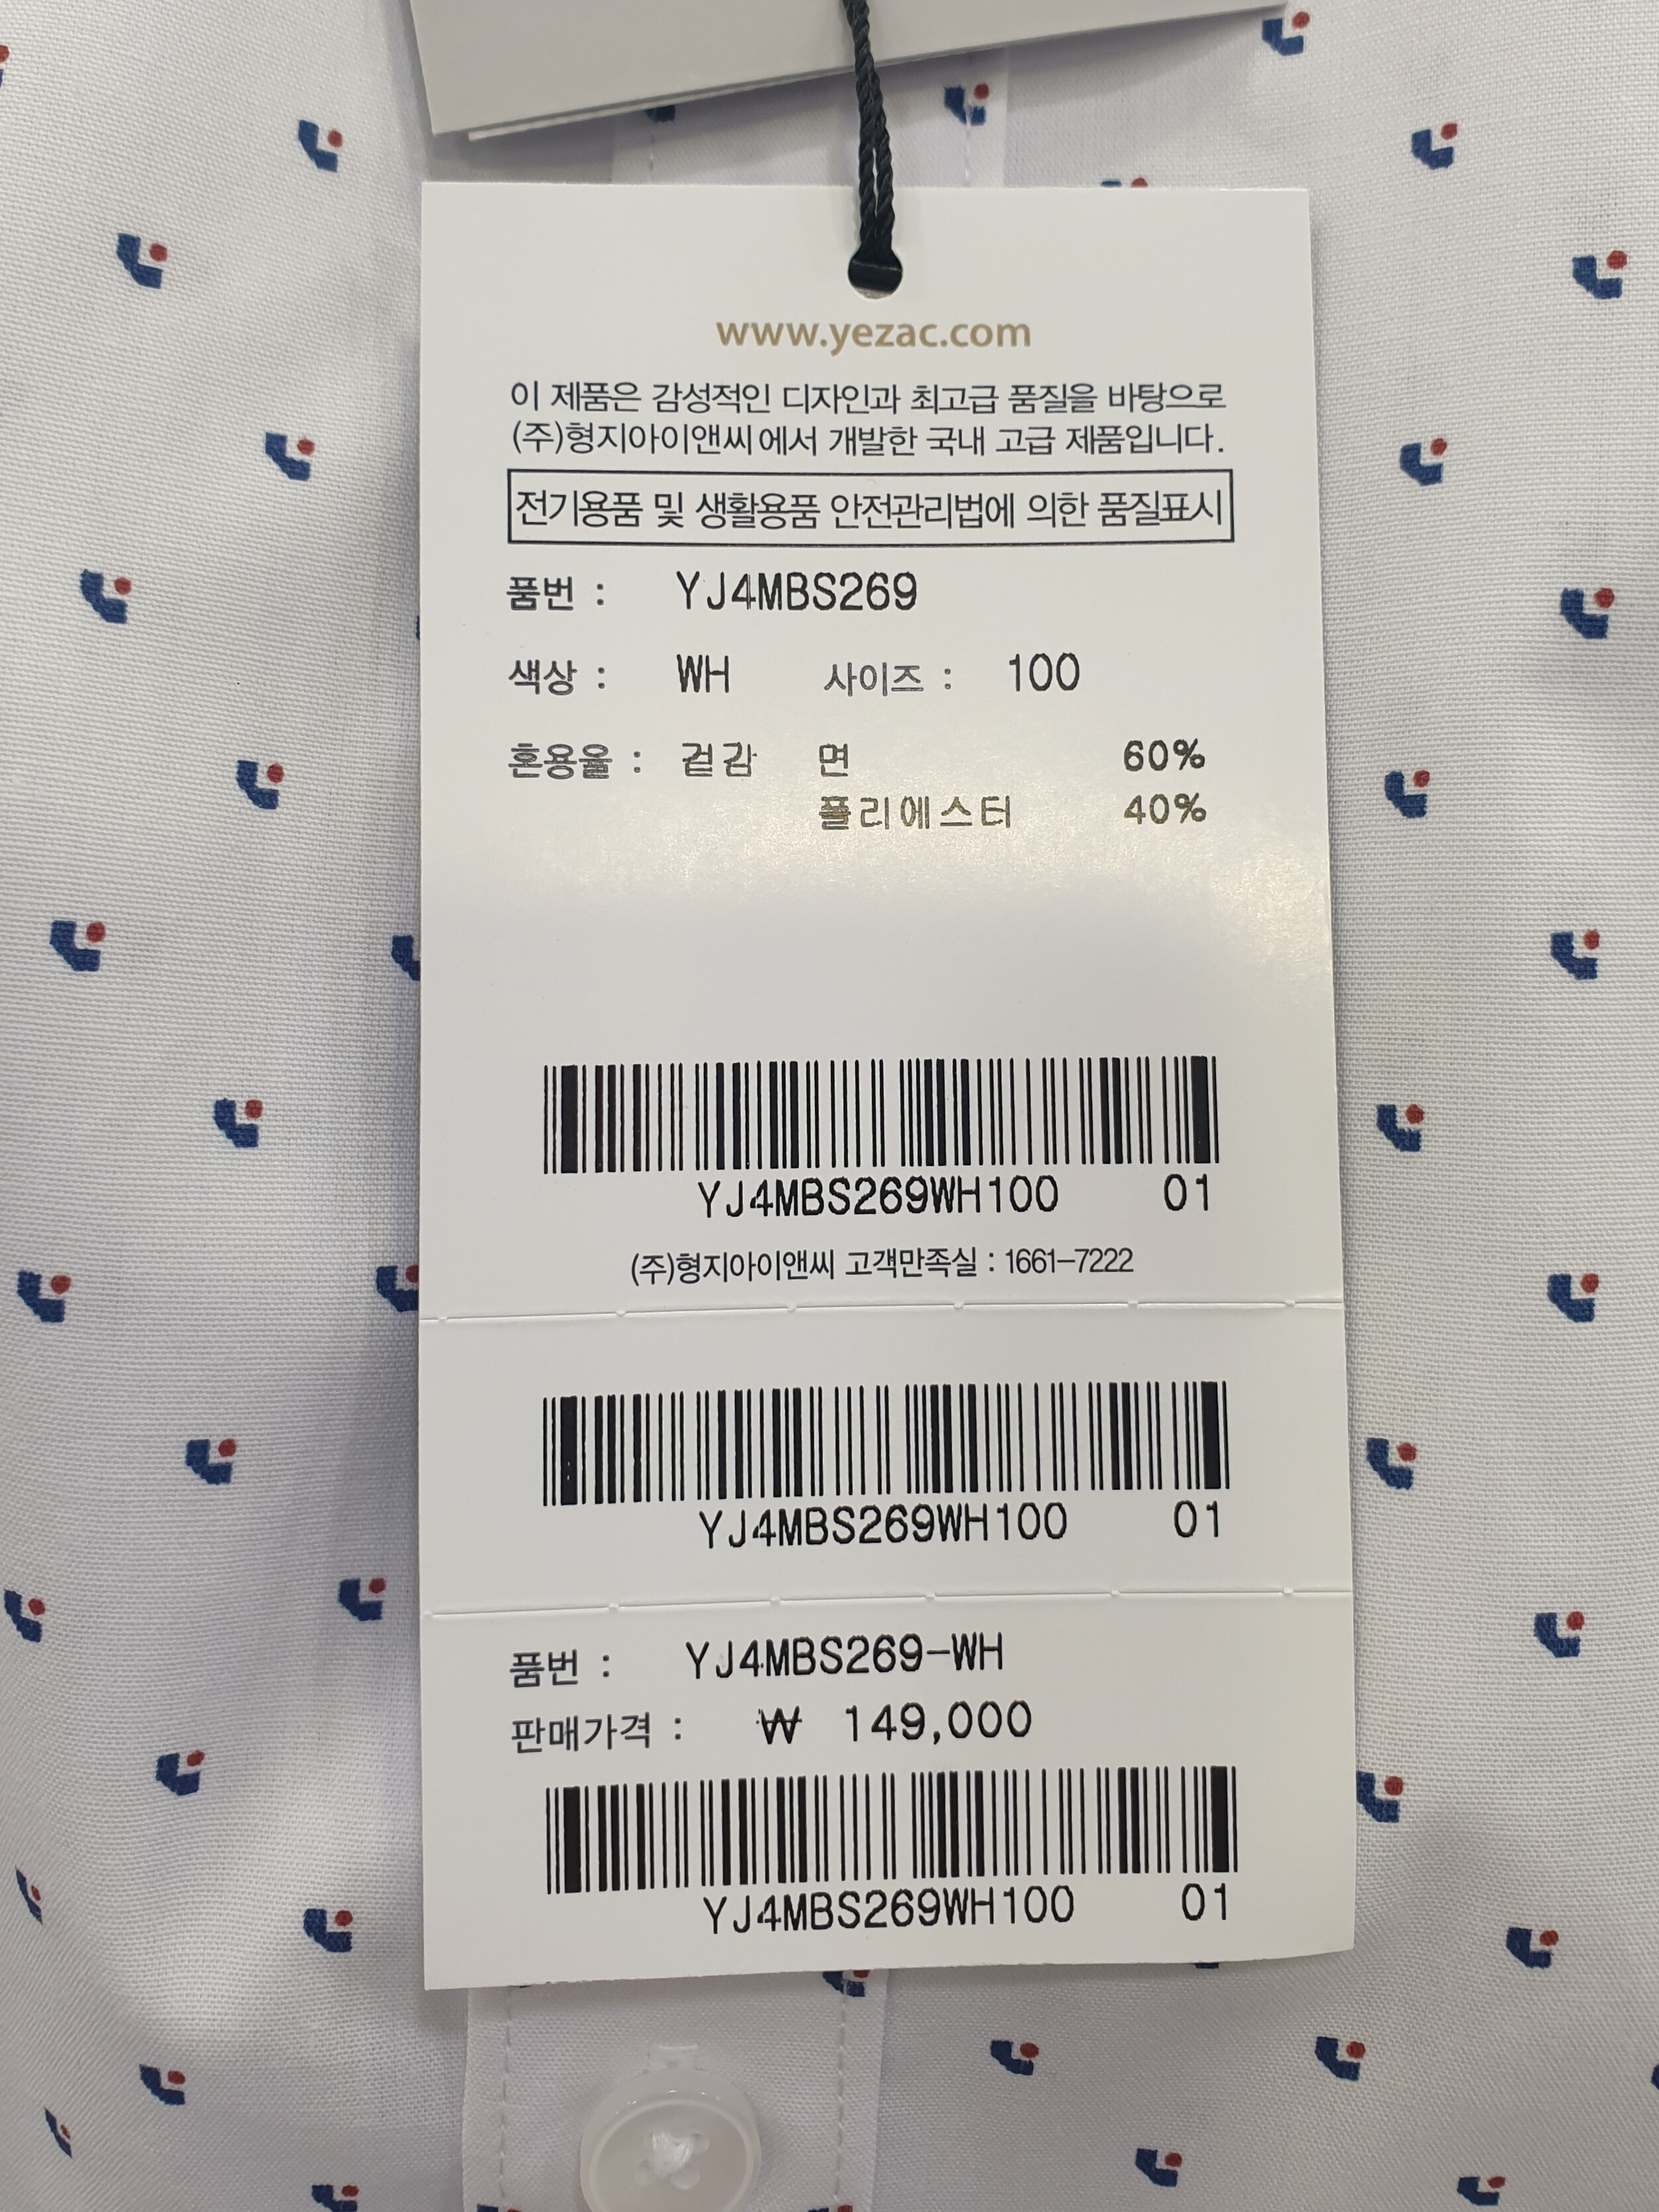 www.yezac.com
이 제품은 감성적인 디자인과 최고급 품질을 바탕으로
(주)형지아이앤씨에서 개발한 국내 고급 제품입니다.
전기용품 및 생활용품 안전관리법에 의한 품질표시
품번 : YJ4MBS269
색상 : WH 사이즈 : 100
혼용율 : 겉감 면 60%
폴리에스터 40%
YJ4MBS269WH100 01
(주)형지아이앤씨 고객만족실 : 1661-7222
YJ4MBS269WH100 01
품번 : YJ4MBS269-WH
판매가격 : ₩ 149,000
YJ4MBS269WH100 01